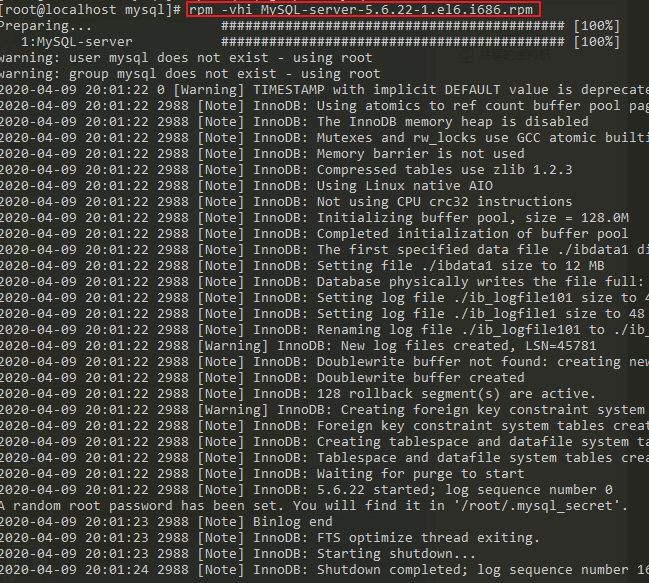 [root@localhost mysql]# rpm -vhi MySQL-server-5.6.22-1.el6.i686.rpm
Preparing... ########################################### [100%]
1:MySQL-server ########################################### [100%]
warning: user mysql does not exist - using root
warning: group mysql does not exist - using root
2020-04-09 20:01:22 0 [Warning] TIMESTAMP with implicit DEFAULT value is deprecate
2020-04-09 20:01:22 2988 [Note] InnoDB: Using atomics to ref count buffer pool pag
2020-04-09 20:01:22 2988 [Note] InnoDB: The InnoDB memory heap is disabled
2020-04-09 20:01:22 2988 [Note] InnoDB: Mutexes and rw_locks use GCC atomic builti
2020-04-09 20:01:22 2988 [Note] InnoDB: Memory barrier is not used
2020-04-09 20:01:22 2988 [Note] InnoDB: Compressed tables use zlib 1.2.3
2020-04-09 20:01:22 2988 [Note] InnoDB: Using Linux native AIO
2020-04-09 20:01:22 2988 [Note] InnoDB: Not using CPU crc32 instructions
2020-04-09 20:01:22 2988 [Note] InnoDB: Initializing buffer pool, size = 128.0M
2020-04-09 20:01:22 2988 [Note] InnoDB: Completed initialization of buffer pool
2020-04-09 20:01:22 2988 [Note] InnoDB: The first specified data file ./ibdata1 di
2020-04-09 20:01:22 2988 [Note] InnoDB: Setting file ./ibdata1 size to 12 MB
2020-04-09 20:01:22 2988 [Note] InnoDB: Database physically writes the file full:
2020-04-09 20:01:22 2988 [Note] InnoDB: Setting log file ./ib_logfile101 size to 4
2020-04-09 20:01:22 2988 [Note] InnoDB: Setting log file ./ib_logfile1 size to 48
2020-04-09 20:01:22 2988 [Note] InnoDB: Renaming log file ./ib_logfile101 to ./ib_
2020-04-09 20:01:22 2988 [Warning] InnoDB: New log files created, LSN=45781
2020-04-09 20:01:22 2988 [Note] InnoDB: Doublewrite buffer not found: creating new
2020-04-09 20:01:22 2988 [Note] InnoDB: Doublewrite buffer created
2020-04-09 20:01:22 2988 [Note] InnoDB: 128 rollback segment(s) are active.
2020-04-09 20:01:22 2988 [Warning] InnoDB: Creating foreign key constraint system
2020-04-09 20:01:22 2988 [Note] InnoDB: Foreign key constraint system tables creat
2020-04-09 20:01:22 2988 [Note] InnoDB: Creating tablespace and datafile system ta
2020-04-09 20:01:22 2988 [Note] InnoDB: Tablespace and datafile system tables crea
2020-04-09 20:01:22 2988 [Note] InnoDB: Waiting for purge to start
2020-04-09 20:01:22 2988 [Note] InnoDB: 5.6.22 started; log sequence number 0
A random root password has been set. You will find it in '/root/.mysql_secret'.
2020-04-09 20:01:23 2988 [Note] Binlog end
2020-04-09 20:01:23 2988 [Note] InnoDB: FTS optimize thread exiting.
2020-04-09 20:01:23 2988 [Note] InnoDB: Starting shutdown...
2020-04-09 20:01:24 2988 [Note] InnoDB: Shutdown completed; log sequence number 16